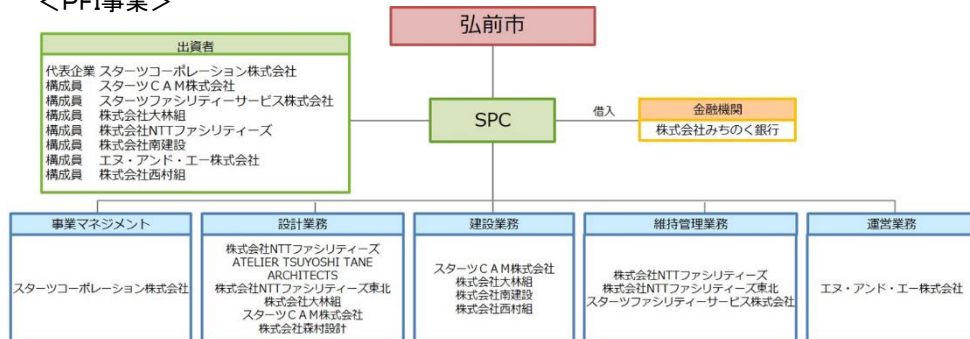 ＜PFI事業＞
弘前市
出資者
代表企業 スターツコーポレーション株式会社
構成員 スターツＣＡＭ株式会社
構成員 スターツファシリティーサービス株式会社
構成員 株式会社大林組
構成員 株式会社NTTファシリティーズ
構成員 株式会社南建設
構成員 エヌ・アンド・エー株式会社
構成員 株式会社西村組
SPC
借入
金融機関
株式会社みちのく銀行
事業マネジメント
スターツコーポレーション株式会社
設計業務
株式会社NTTファシリティーズ
ATELIER TSUYOSHI TANE
ARCHITECTS
株式会社NTTファシリティーズ東北
株式会社大林組
スターツＣＡＭ株式会社
株式会社森村設計
建設業務
スターツＣＡＭ株式会社
株式会社大林組
株式会社南建設
株式会社西村組
維持管理業務
株式会社NTTファシリティーズ
株式会社NTTファシリティーズ東北
スターツファシリティーサービス株式会社
運営業務
エヌ・アンド・エー株式会社